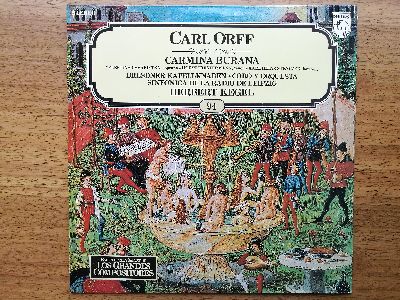 CARL ORFF
CARMINA BURANA
DRESDNER KAPELLKNABEN · CORO Y ORQUESTA
SINFONICA DE LA RADIO DE LEIPZIG
HERBERT KEGEL
94
LOS GRANDES
COMPOSITORES